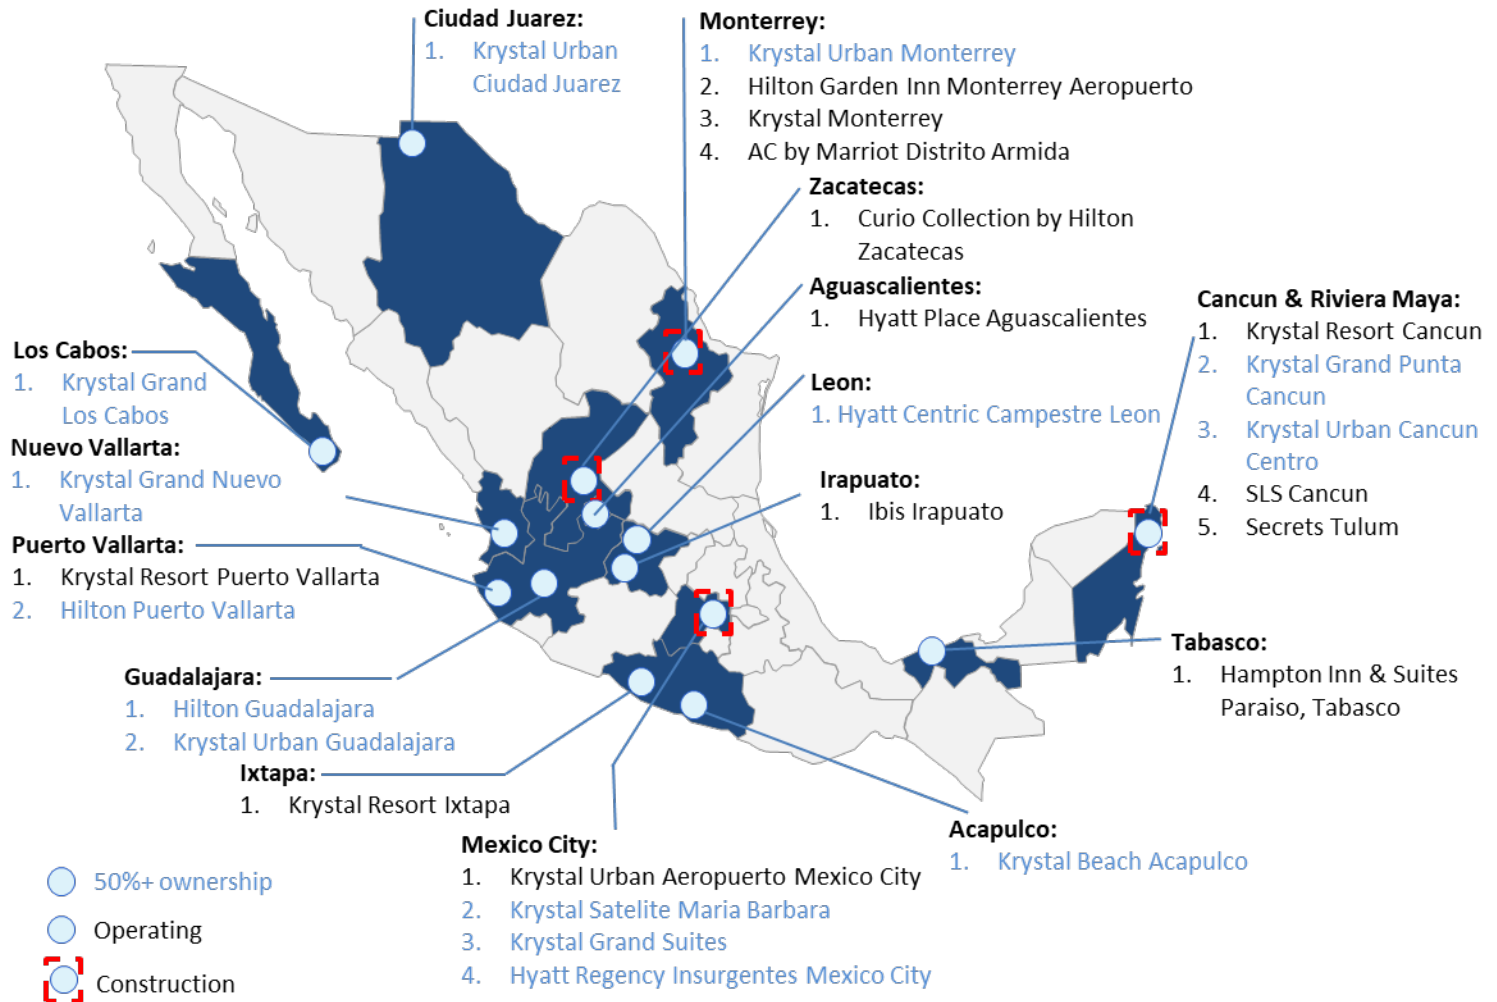 Ciudad Juarez:
1. Krystal Urban
Ciudad Juarez
Monterrey:
1. Krystal Urban Monterrey
2. Hilton Garden Inn Monterrey Aeropuerto
3. Krystal Monterrey
4. AC by Marriot Distrito Armida
Zacatecas:
1. Curio Collection by Hilton
Zacatecas
Aguascalientes:
1. Hyatt Place Aguascalientes
Leon:
1. Hyatt Centric Campestre Leon
Irapuato:
1. Ibis Irapuato
Cancun & Riviera Maya:
1. Krystal Resort Cancun
2. Krystal Grand Punta
Cancun
3. Krystal Urban Cancun
Centro
4. SLS Cancun
5. Secrets Tulum
Los Cabos:
1. Krystal Grand
Los Cabos
Nuevo Vallarta:
1. Krystal Grand Nuevo
Vallarta
Puerto Vallarta:
1. Krystal Resort Puerto Vallarta
2. Hilton Puerto Vallarta
Guadalajara:
1. Hilton Guadalajara
2. Krystal Urban Guadalajara
Ixtapa:
1. Krystal Resort Ixtapa
Tabasco:
1. Hampton Inn & Suites
Paraiso, Tabasco
Mexico City:
1. Krystal Urban Aeropuerto Mexico City
2. Krystal Satelite Maria Barbara
3. Krystal Grand Suites
4. Hyatt Regency Insurgentes Mexico City
Acapulco:
1. Krystal Beach Acapulco
50%+ ownership
Operating
Construction